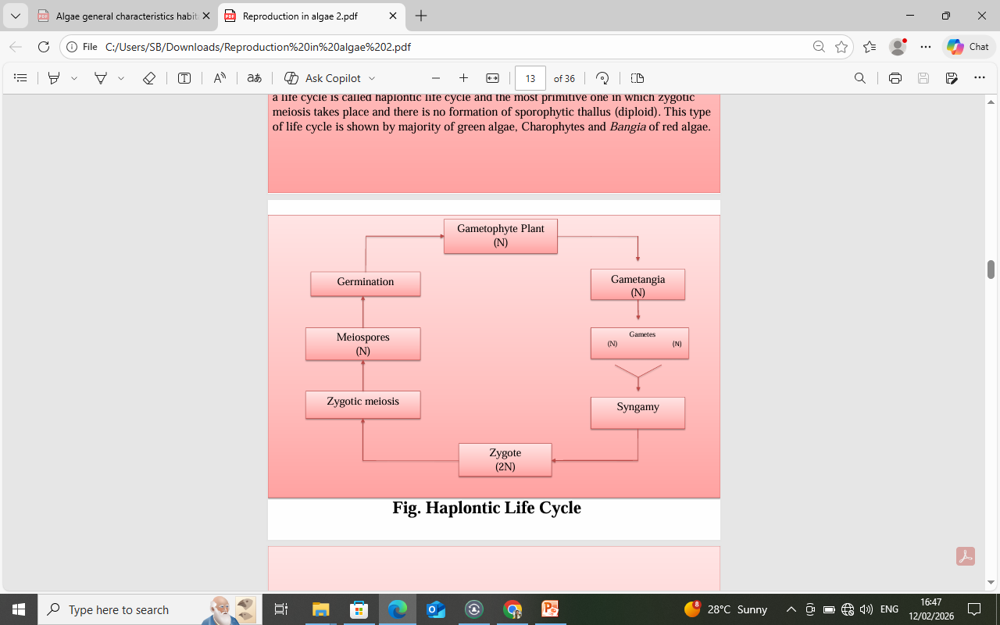 Algae general characteristics habit
Reproduction in algae 2.pdf
File C:/Users/SB/Downloads/Reproduction%20in%20algae%202.pdf
Chat
Ask Copilot
13 of 36
a life cycle is called haplontic life cycle and the most primitive one in which zygotic
meiosis takes place and there is no formation of sporophytic thallus (diploid). This type
of life cycle is shown by majority of green algae, Charophytes and Bangia of red algae.
Gametophyte Plant
(N)
Germination
Gametangia
(N)
Meiospores
(N)
Gametes
(N) (N)
Zygotic meiosis
Syngamy
Zygote
(2N)
Fig. Haplontic Life Cycle
Type here to search
8
28°C Sunny
ENG
16:47
12/02/2026